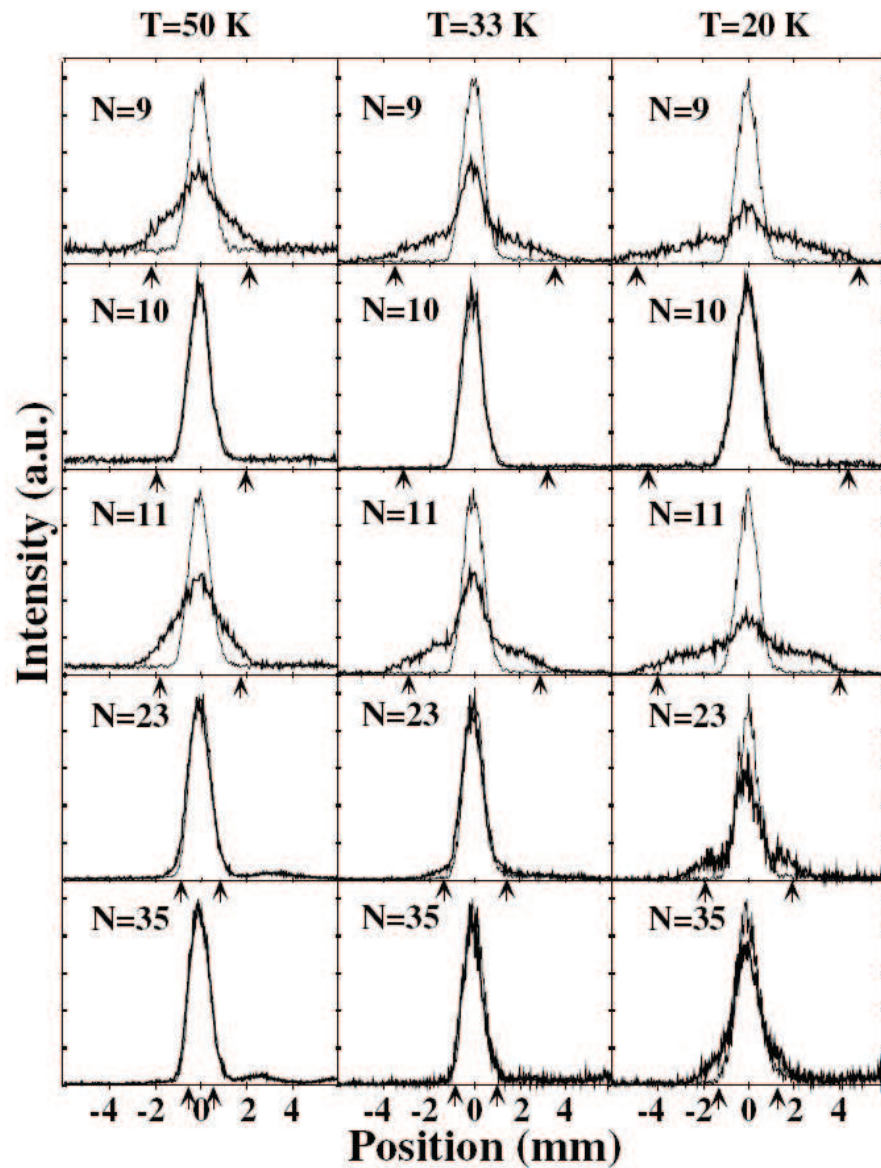 T=50 K T=33 K T=20 K
N=9 N=9 N=9
N=10 N=10 N=10
N=11 N=11 N=11
N=23 N=23 N=23
N=35 N=35 N=35
Intensity (a.u.)
-4 -2 0 2 4 -4 -2 0 2 4 -4 -2 0 2 4
Position (mm)